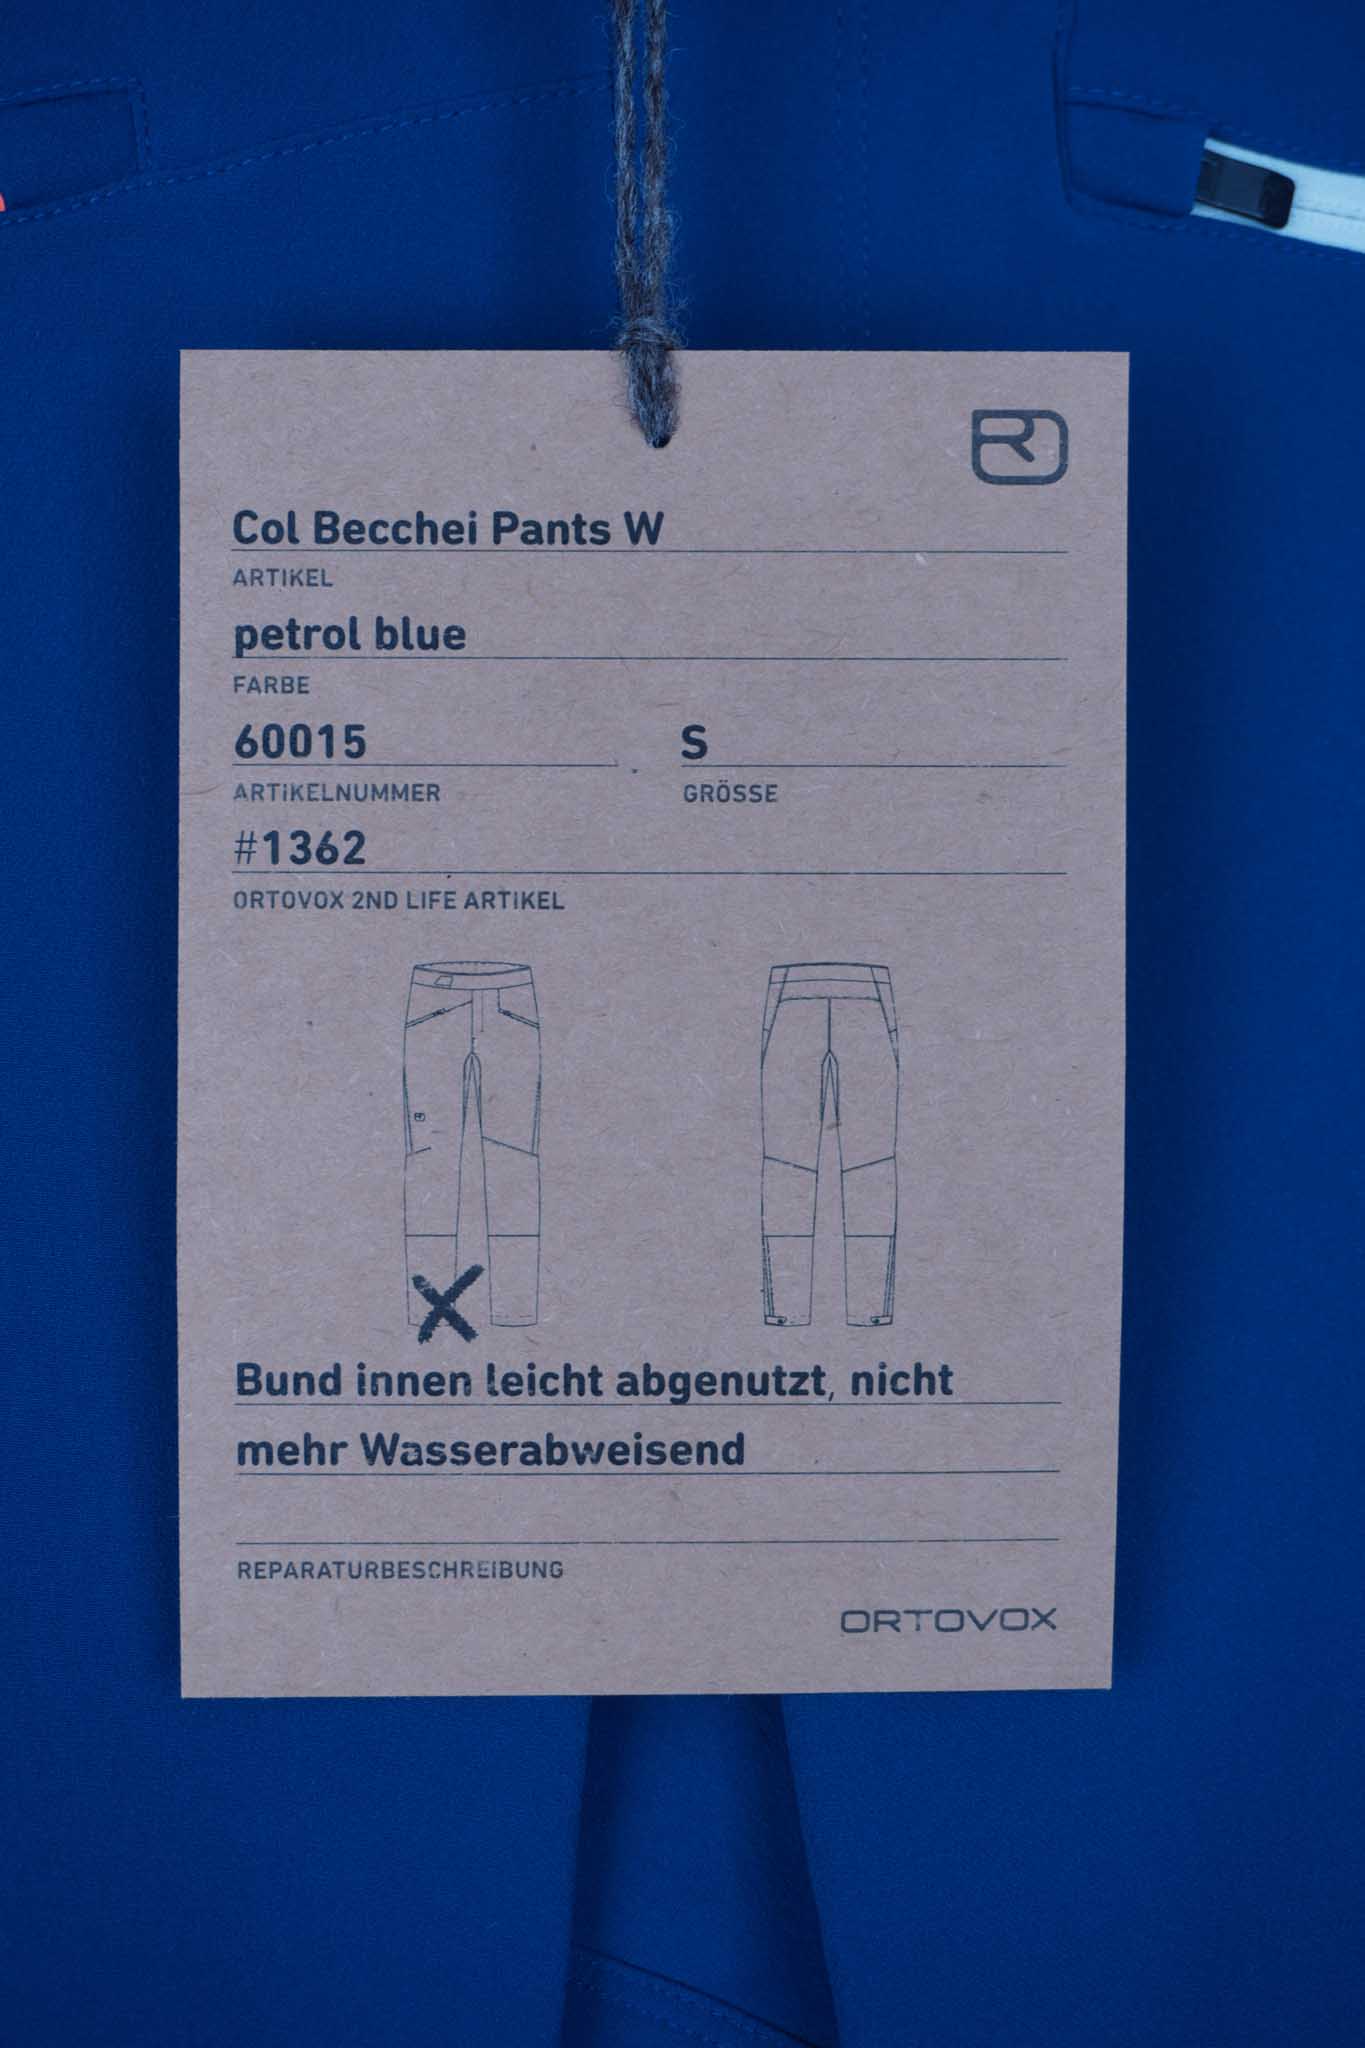 Col Becchei Pants W
ARTIKEL
petrol blue
FARBE
60015 S
ARTIKELNUMMER GRÖSSE
#1362
ORTOVOX 2ND LIFE ARTIKEL
Bund innen leicht abgenutzt, nicht
mehr Wasserabweisend
REPARATURBESCHREIBUNG
ORTOVOX